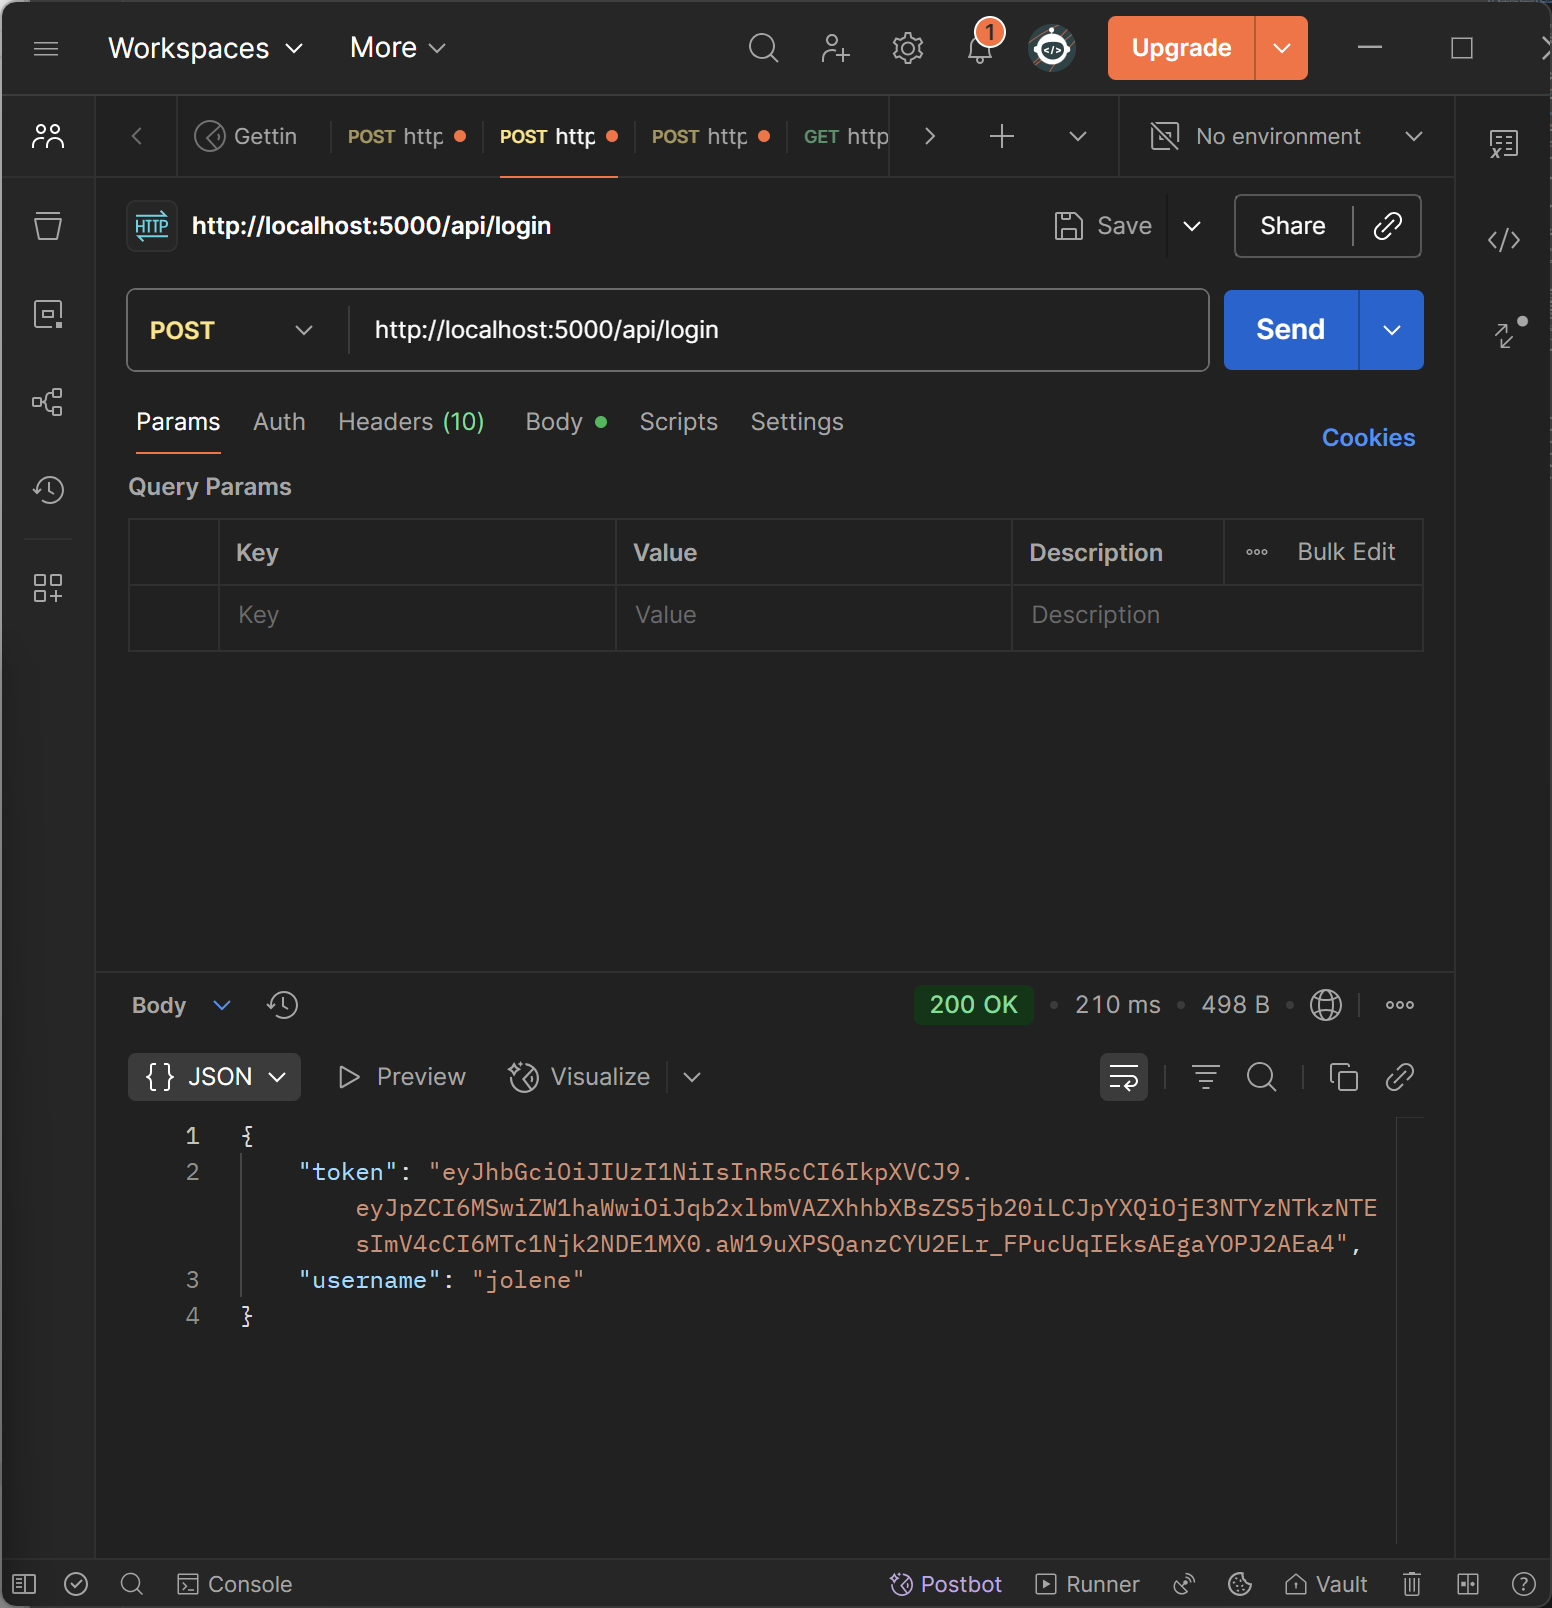 Workspaces More 1 Upgrade
Gettin POST http POST http POST http GET http No environment
HTTP http://localhost:5000/api/login Save Share
POST http://localhost:5000/api/login Send
Params Auth Headers (10) Body Scripts Settings Cookies
Query Params
Key Value Description Bulk Edit
Key Value Description
Body 200 OK 210 ms 498 B
{} JSON Preview Visualize
1 {
2 "token": "eyJhbGciOiJIUzI1NiIsInR5cCI6IkpXVCJ9.
eyJpZCI6MSwiZW1haWwiOiJqb2xlbmVAZXhhbXBsZS5jb20iLCJpYXQiOjE3NTYzNTkzNTE
sImV4cCI6MTc1Njk2NDE1MX0.aW19uXPSQanzCYU2ELr_FPucUqIEksAEgaYOPJ2AEa4",
3 "username": "jolene"
4 }
Console Postbot Runner Vault